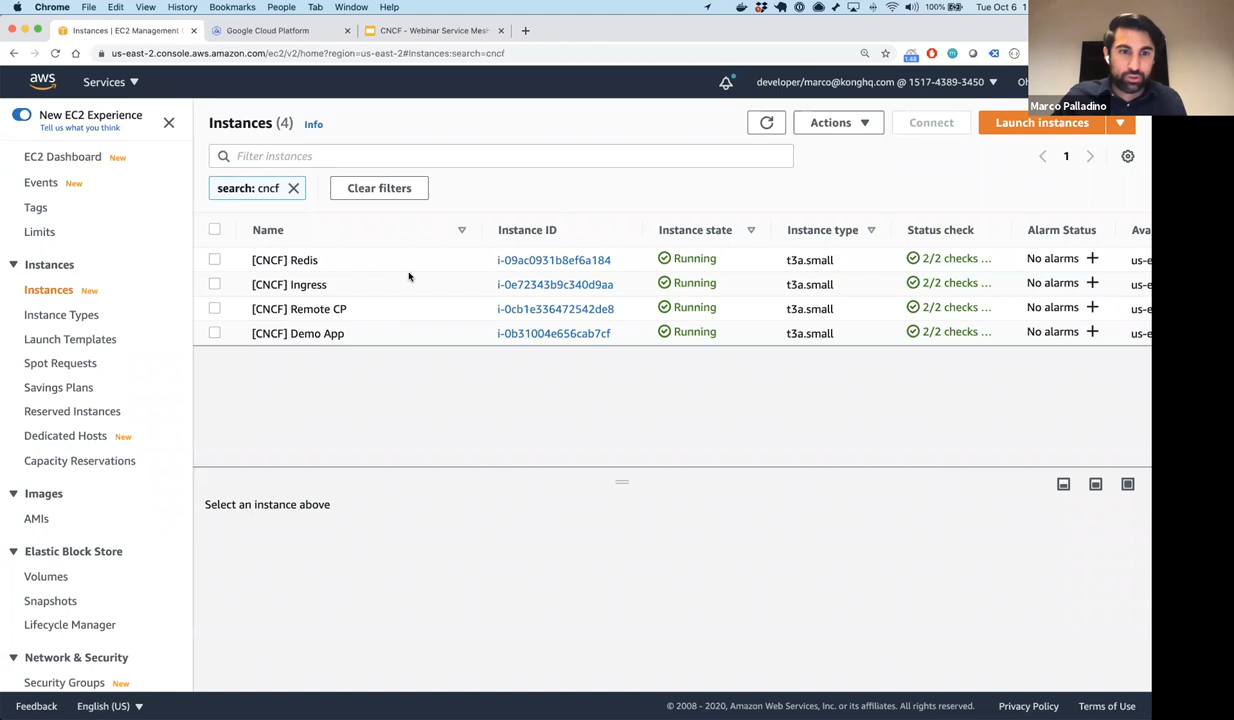 Chrome File Edit View History Bookmarks People Tab Window Help 100% Tue Oct 6 1
Instances | EC2 Management Google Cloud Platform CNCF - Webinar Service Mesh
us-east-2.console.aws.amazon.com/ec2/v2/home?region=us-east-2#Instances:search=cncf
1.48
aws Services developer/marco@konghq.com @ 1517-4389-3450 Oh
Marco Palladino
New EC2 Experience
Tell us what you think
EC2 Dashboard New
Events New
Tags
Limits
Instances
Instances New
Instance Types
Launch Templates
Spot Requests
Savings Plans
Reserved Instances
Dedicated Hosts New
Capacity Reservations
Images
AMIs
Elastic Block Store
Volumes
Snapshots
Lifecycle Manager
Network & Security
Security Groups New
Instances (4) Info
Actions Connect Launch instances
Filter instances
1
search: cncf Clear filters
Name Instance ID Instance state Instance type Status check Alarm Status Ava
[CNCF] Redis i-09ac0931b8ef6a184 Running t3a.small 2/2 checks ... No alarms us-e
[CNCF] Ingress i-0e72343b9c340d9aa Running t3a.small 2/2 checks ... No alarms us-e
[CNCF] Remote CP i-0cb1e336472542de8 Running t3a.small 2/2 checks ... No alarms us-e
[CNCF] Demo App i-0b31004e656cab7cf Running t3a.small 2/2 checks ... No alarms us-e
Select an instance above
Feedback English (US) © 2008 - 2020, Amazon Web Services, Inc. or its affiliates. All rights reserved. Privacy Policy Terms of Use